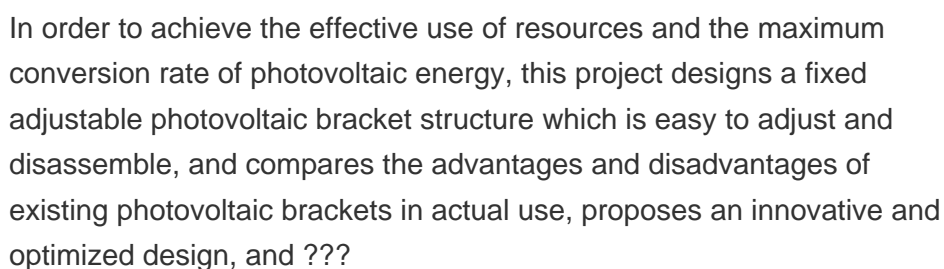 In order to achieve the effective use of resources and the maximum
conversion rate of photovoltaic energy, this project designs a fixed
adjustable photovoltaic bracket structure which is easy to adjust and
disassemble, and compares the advantages and disadvantages of
existing photovoltaic brackets in actual use, proposes an innovative and
optimized design, and ???